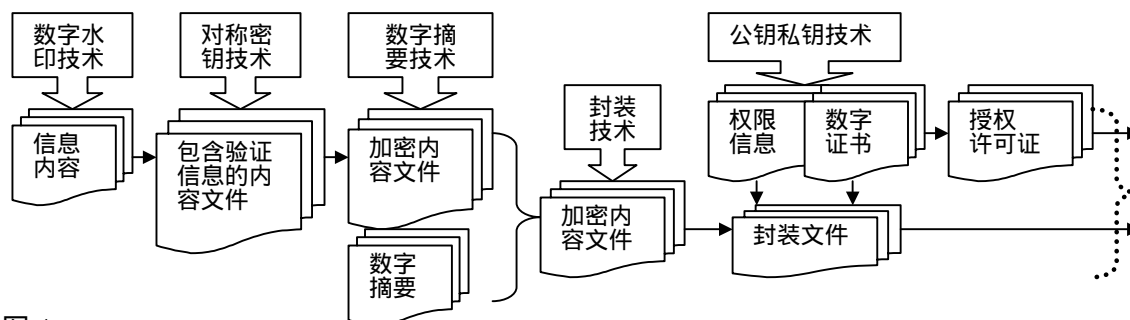 数字水
印技术
对称密
钥技术
数字摘
要技术
公钥私钥技术
封装
技术
信息
内容
包含验证
信息的内
容文件
加密内
容文件
数字
摘要
加密内
容文件
权限
信息
数字
证书
授权
许可证
封装文件